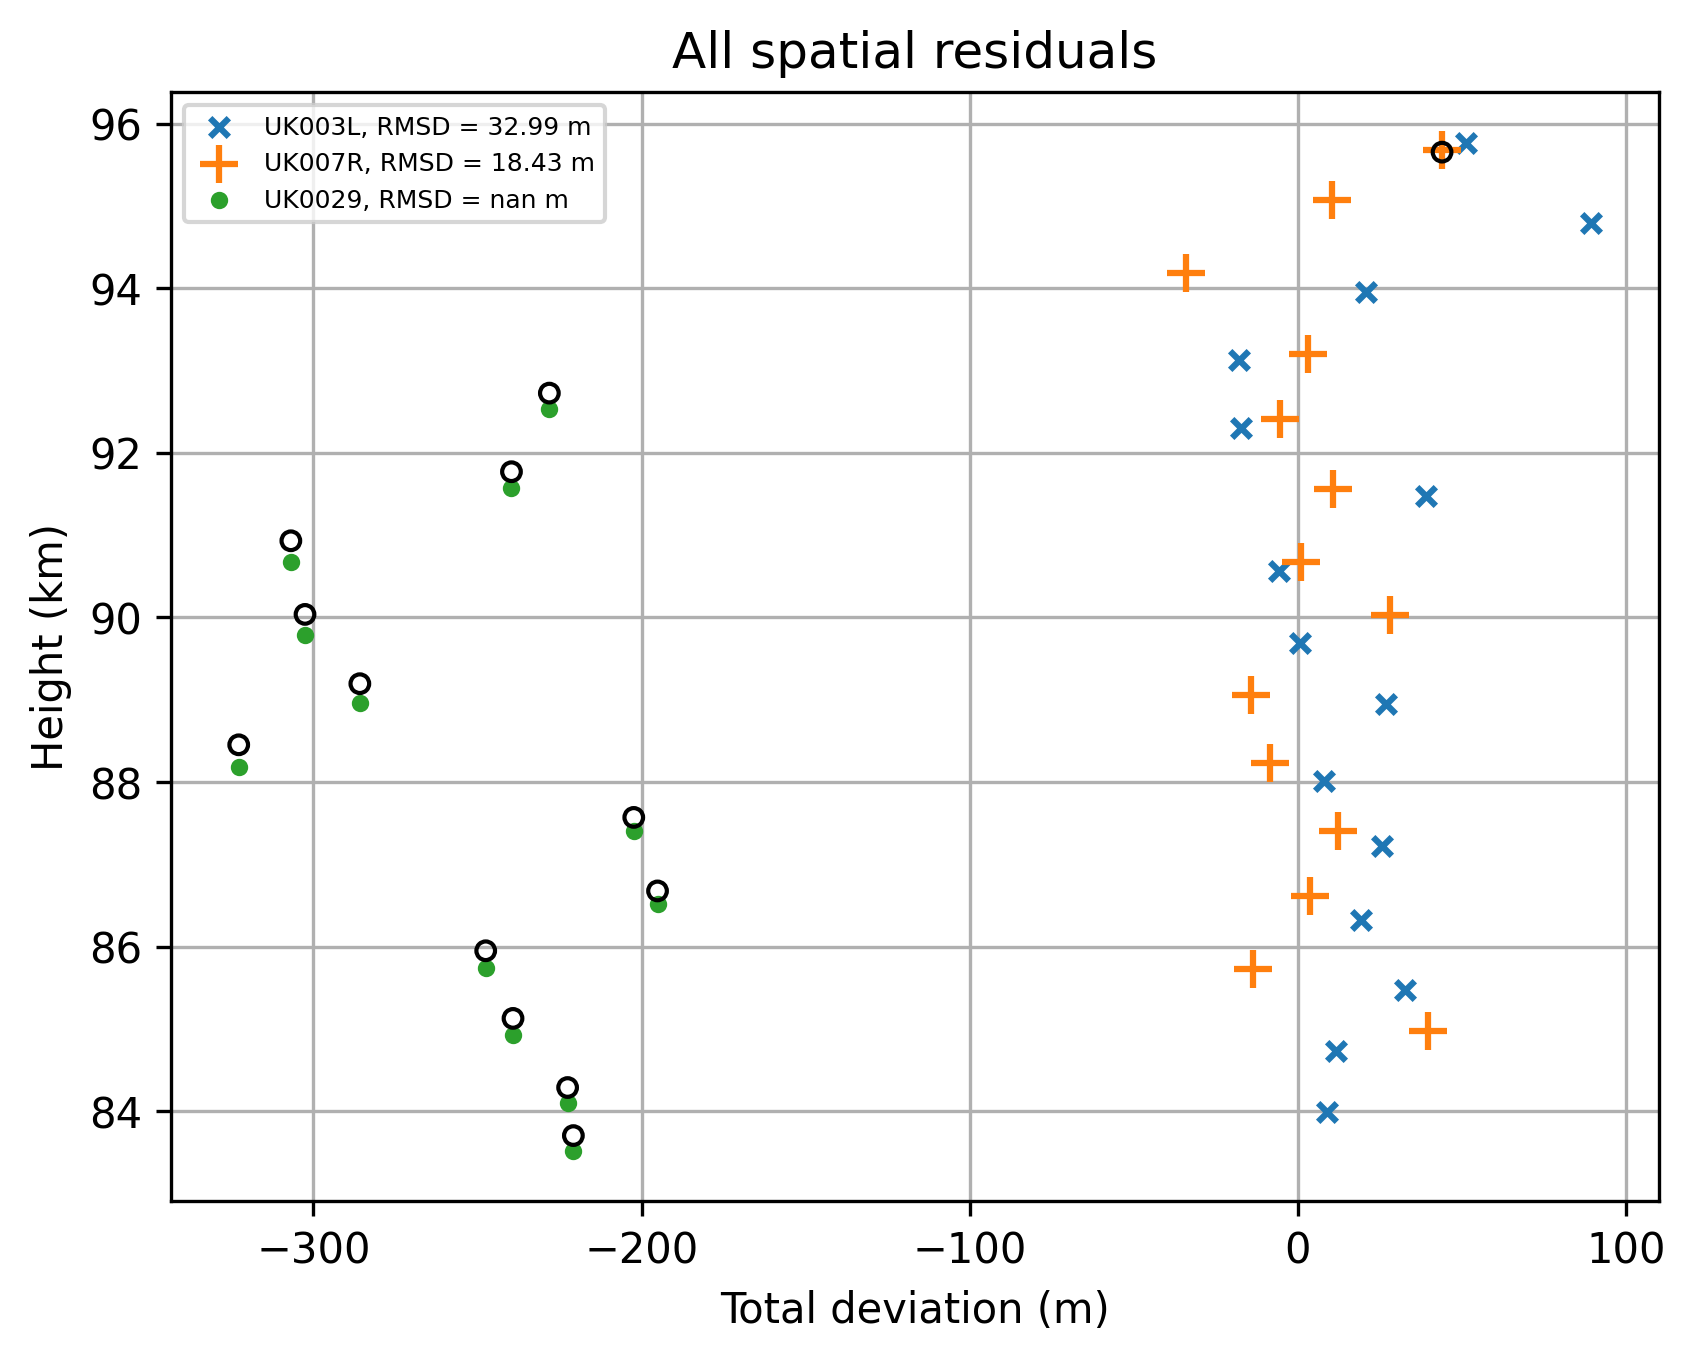 All spatial residuals
UK003L, RMSD = 32.99 m
UK007R, RMSD = 18.43 m
UK0029, RMSD = nan m
96
94
92
90
88
86
84
Height (km)
−300 −200 −100 0 100
Total deviation (m)